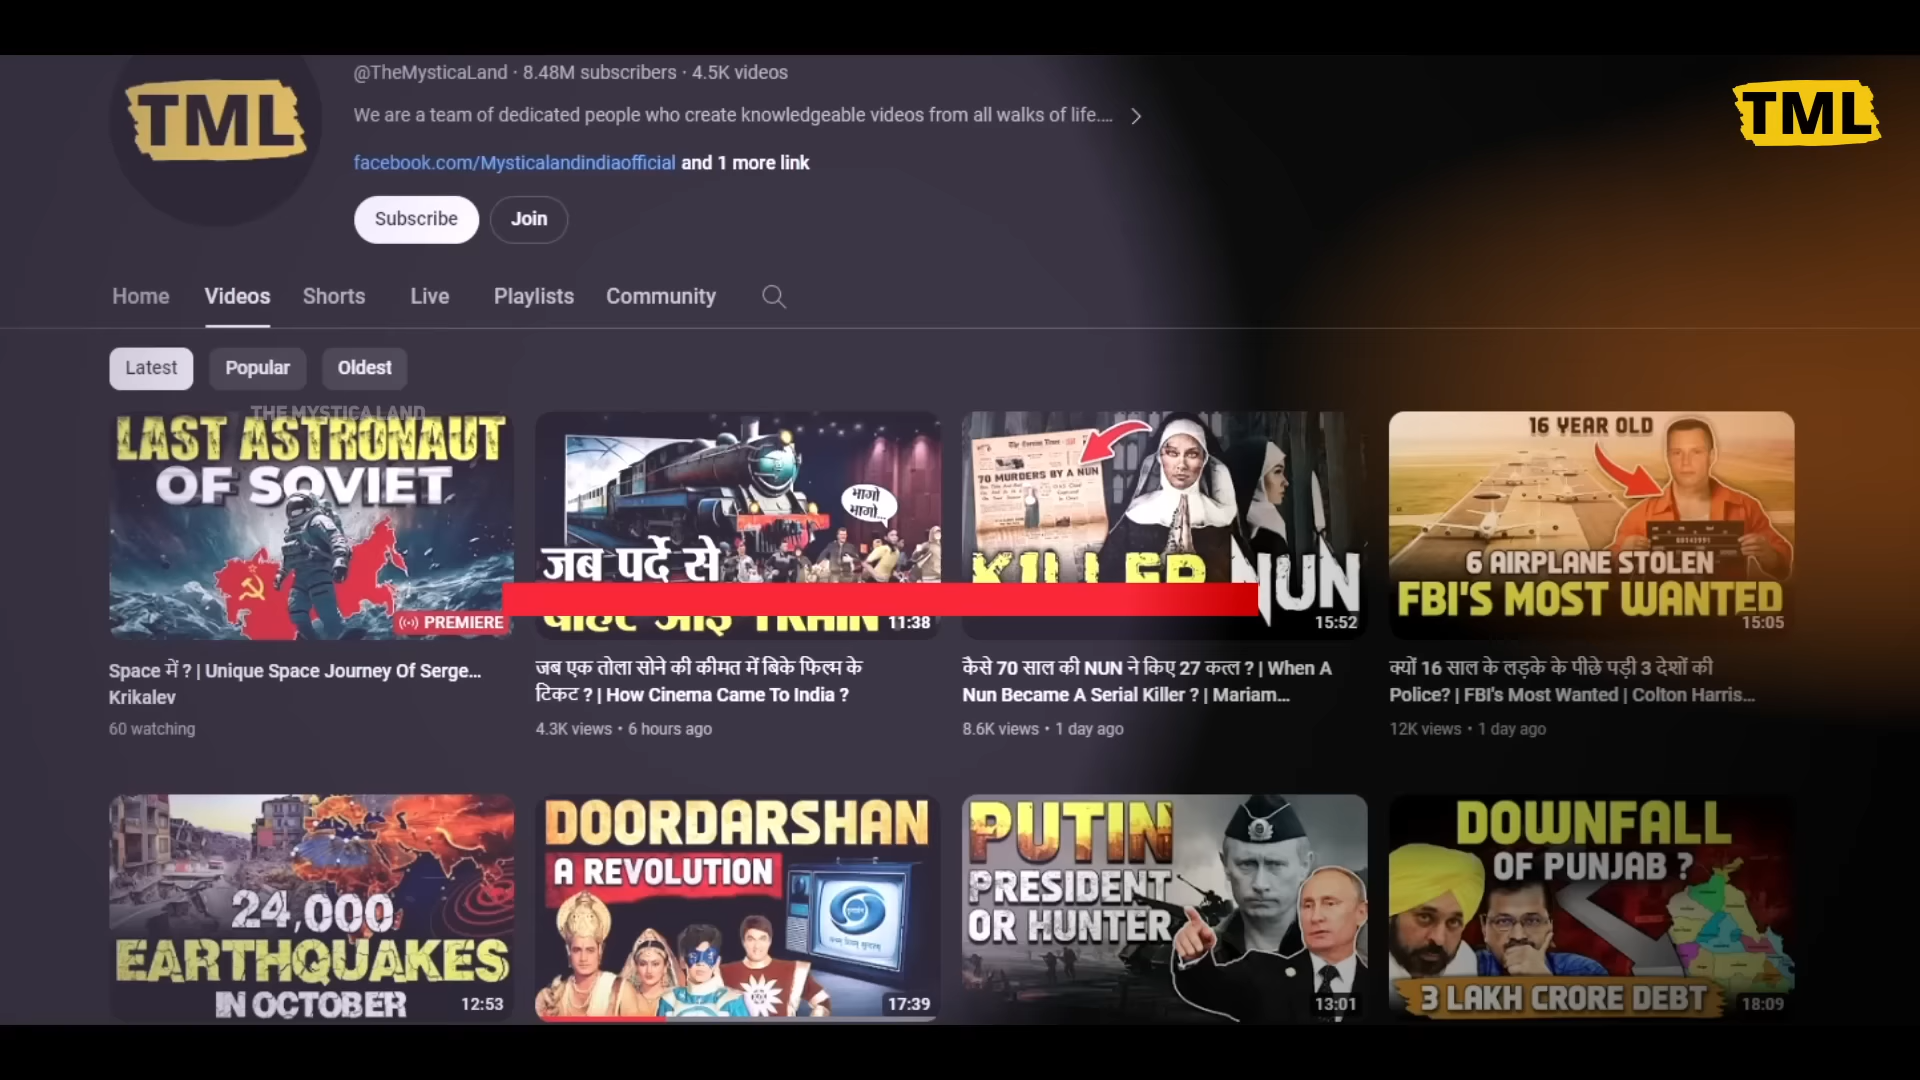 @TheMysticaLand · 8.48M subscribers · 4.5K videos
TML
TML
We are a team of dedicated people who create knowledgeable videos from all walks of life....
facebook.com/Mysticalandindiaofficial and 1 more link
Subscribe
Join
Home
Videos
Shorts
Live
Playlists
Community
Latest
Popular
Oldest
THE MYSTICA LAND
LAST ASTRONAUT
OF SOVIET
PREMIERE
Space में ? | Unique Space Journey Of Serge...
Krikalev
60 watching
भागो
भागो...
जब पर्दे से
11:38
जब एक तोला सोने की कीमत में बिके फिल्म के
टिकट ? | How Cinema Came To India ?
4.3K views • 6 hours ago
70 MURDERS BY A NUN
KILLER NUN
15:52
कैसे 70 साल की NUN ने किए 27 कत्ल ? | When A
Nun Became A Serial Killer ? | Mariam...
8.6K views • 1 day ago
16 YEAR OLD
6 AIRPLANE STOLEN
FBI'S MOST WANTED
15:05
क्यों 16 साल के लड़के के पीछे पड़ी 3 देशों की
Police? | FBI's Most Wanted | Colton Harris...
12K views • 1 day ago
24,000
EARTHQUAKES
IN OCTOBER
12:53
DOORDARSHAN
A REVOLUTION
17:39
PUTIN
PRESIDENT
OR HUNTER
13:01
DOWNFALL
OF PUNJAB ?
3 LAKH CRORE DEBT
18:09